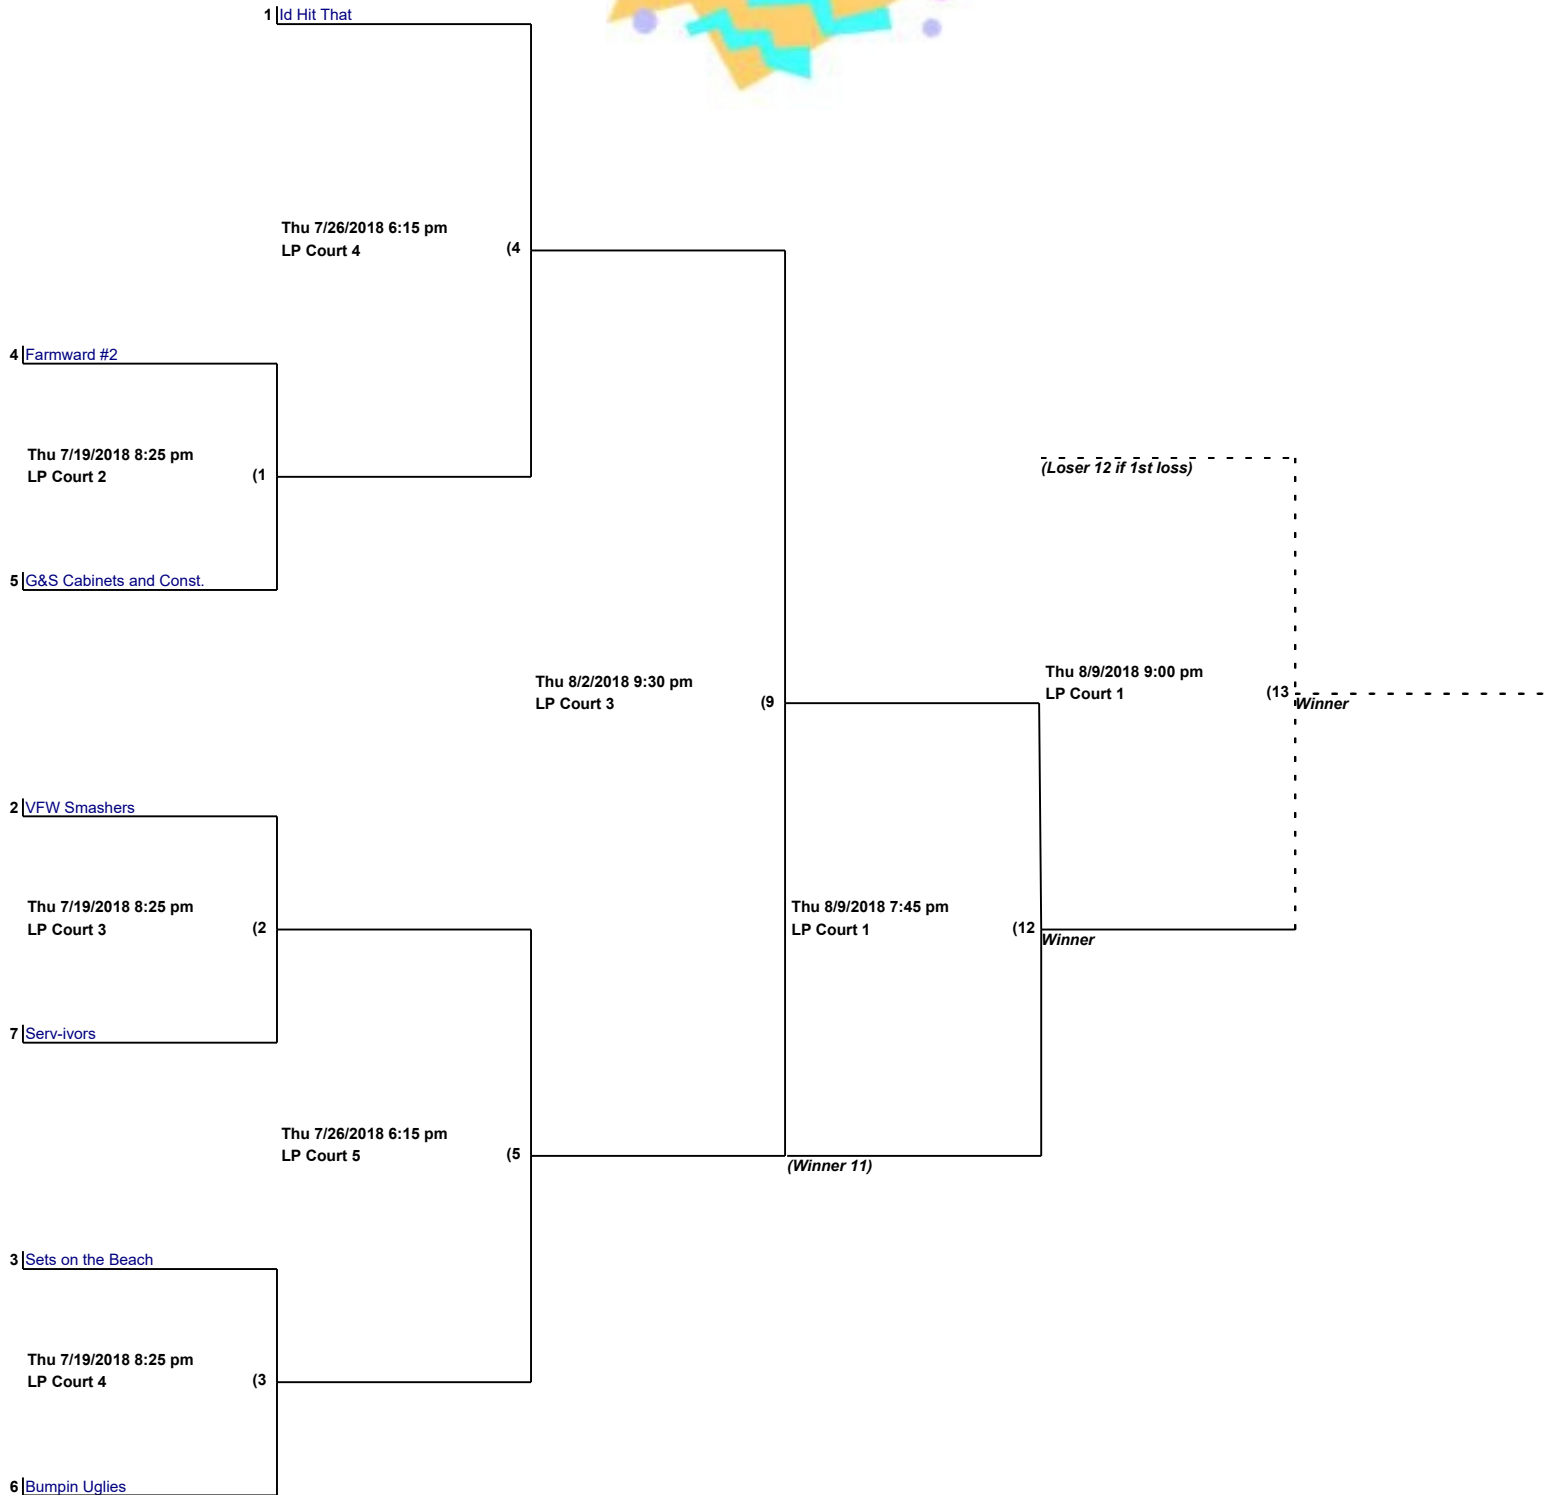 1 Id Hit That
Thu 7/26/2018 6:15 pm
LP Court 4 (4
4 Farmward #2
Thu 7/19/2018 8:25 pm
LP Court 2 (1
(Loser 12 if 1st loss)
5 G&S Cabinets and Const.
Thu 8/2/2018 9:30 pm
LP Court 3 (9
Thu 8/9/2018 9:00 pm
LP Court 1 (13
Winner
2 VFW Smashers
Thu 7/19/2018 8:25 pm
LP Court 3 (2
Thu 8/9/2018 7:45 pm
LP Court 1 (12
Winner
7 Serv-ivors
Thu 7/26/2018 6:15 pm
LP Court 5 (5
(Winner 11)
3 Sets on the Beach
Thu 7/19/2018 8:25 pm
LP Court 4 (3
6 Bumpin Uglies